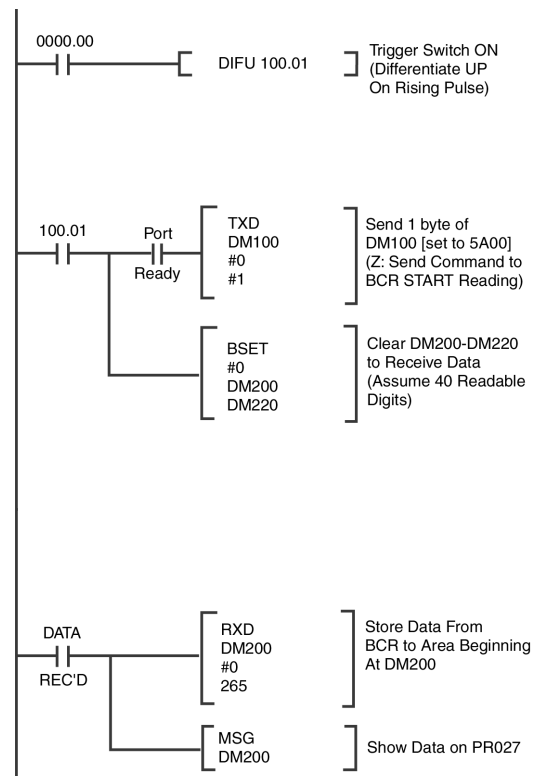 0000.00
DIFU 100.01
Trigger Switch ON
(Differentiate UP
On Rising Pulse)
100.01
Port
Ready
TXD
DM100
#0
#1
Send 1 byte of
DM100 [set to 5A00]
(Z: Send Command to
BCR START Reading)
BSET
#0
DM200
DM220
Clear DM200-DM220
to Receive Data
(Assume 40 Readable
Digits)
DATA
REC'D
RXD
DM200
#0
265
Store Data From
BCR to Area Beginning
At DM200
MSG
DM200
Show Data on PR027